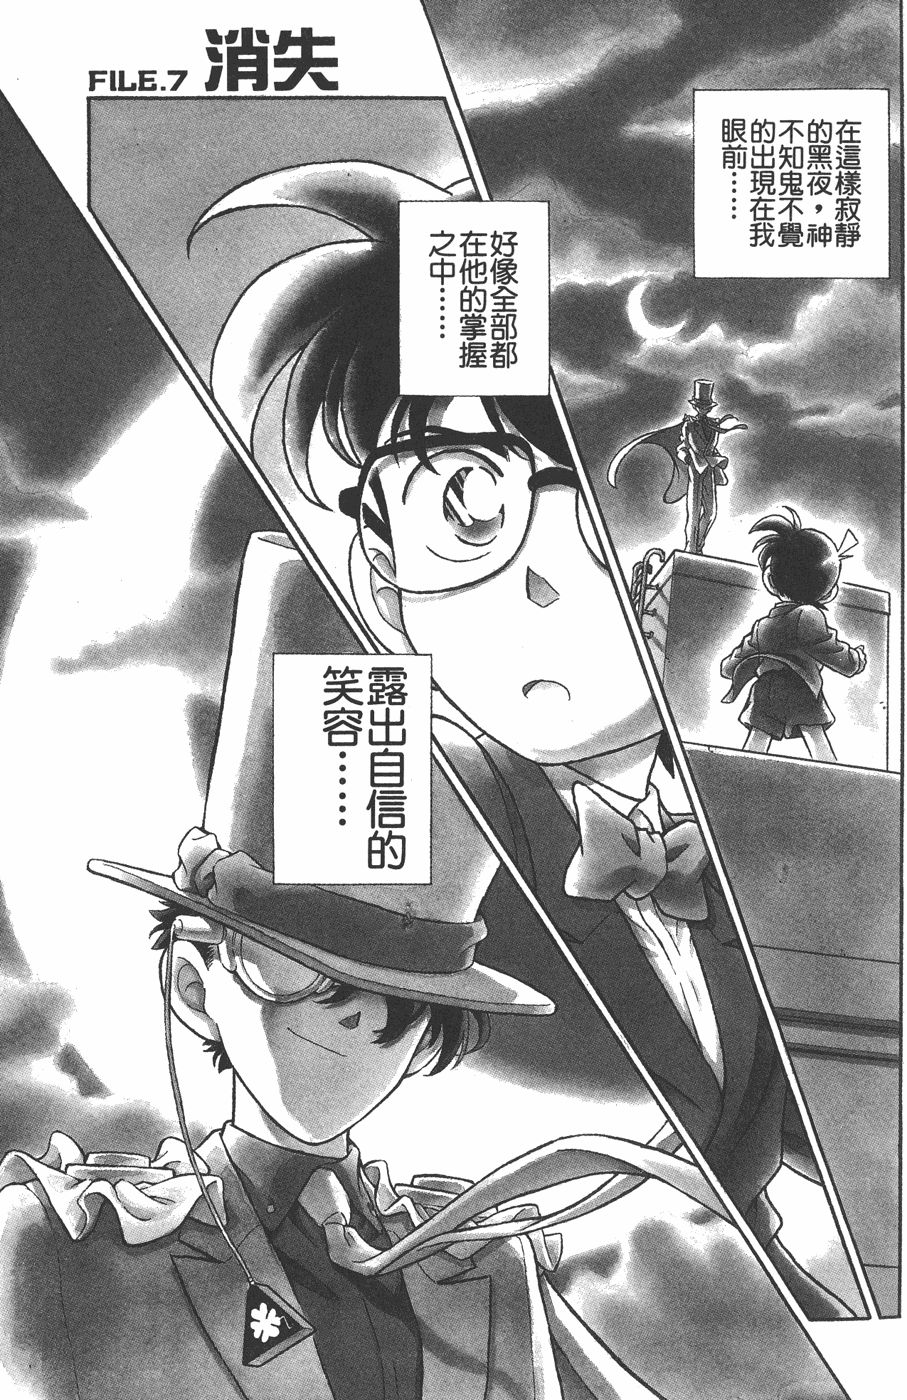 FILE.7 消失
在這樣寂靜
的黑夜，神
不知鬼不覺
的出現在我
眼前……
好像全部都
在他的掌握
之中……
露出自信的
笑容……